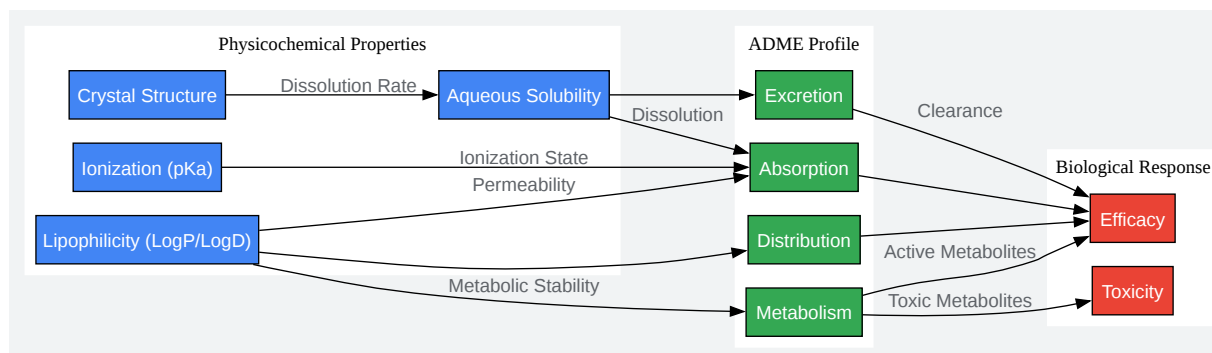 Physicochemical Properties
ADME Profile
Crystal Structure
Dissolution Rate
Aqueous Solubility
Excretion
Dissolution
Clearance
Ionization (pKa)
Ionization State
Absorption
Permeability
Biological Response
Lipophilicity (LogP/LogD)
Distribution
Efficacy
Active Metabolites
Metabolic Stability
Metabolism
Toxic Metabolites
Toxicity